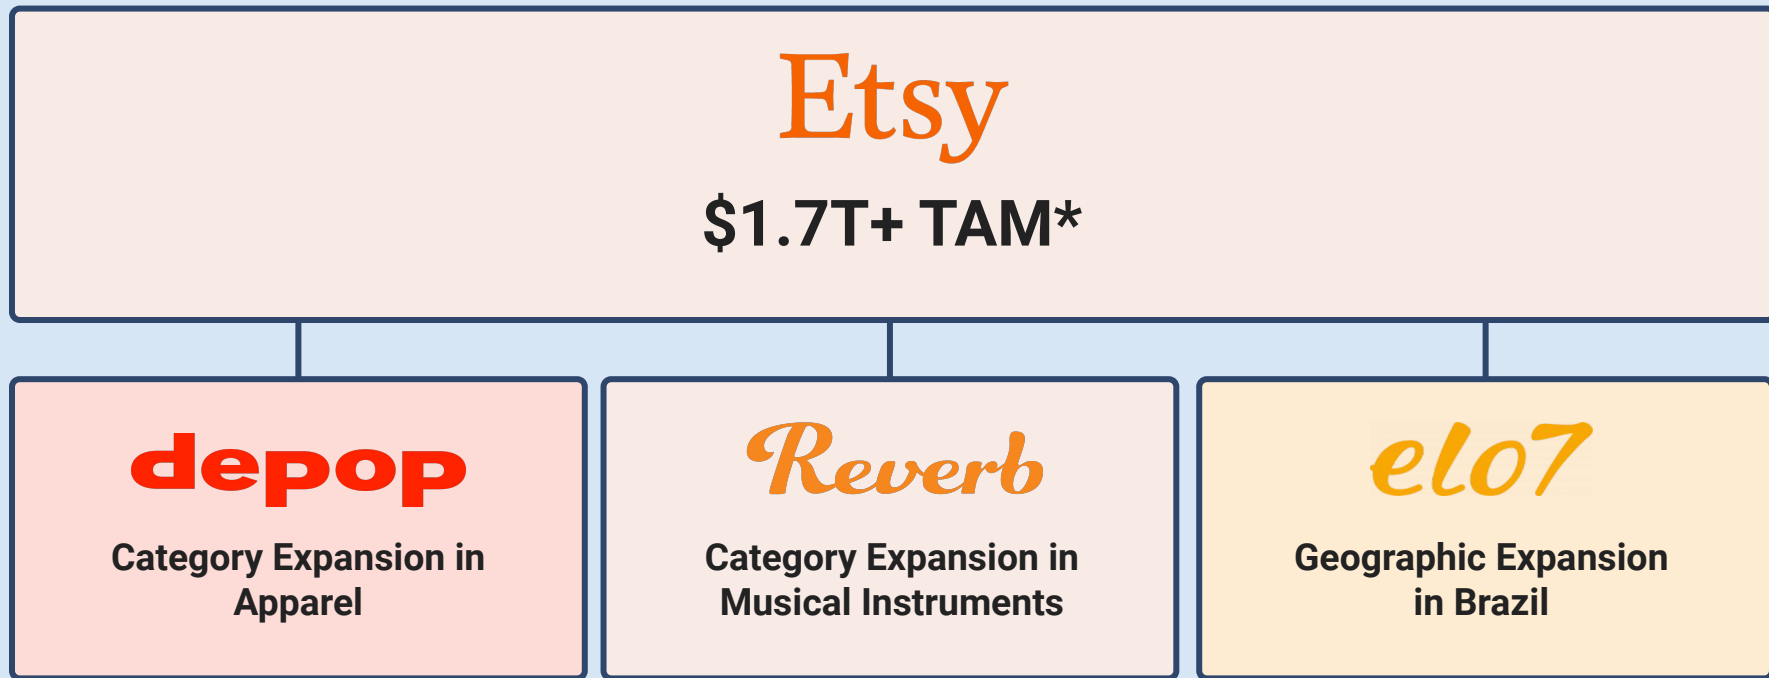 Etsy
$1.7T+ TAM*
depop
Category Expansion in
Apparel
Reverb
Category Expansion in
Musical Instruments
elo7
Geographic Expansion
in Brazil